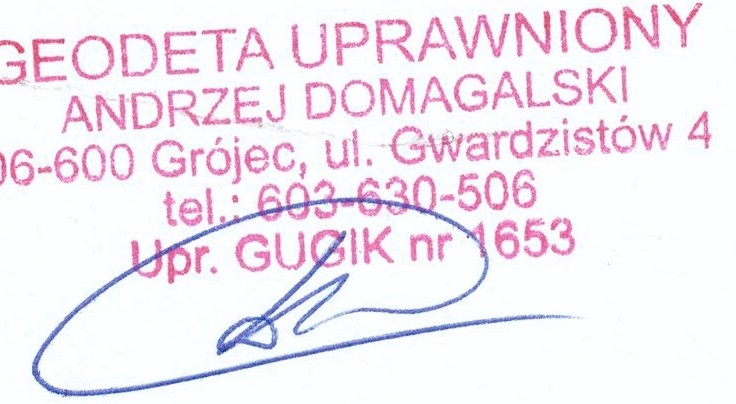 GEODETA UPRAWNIONY
ANDRZEJ DOMAGALSKI
06-600 Grójec, ul. Gwardzistów 4
tel.: 603-630-506
Upr. GUGIK nr 1653